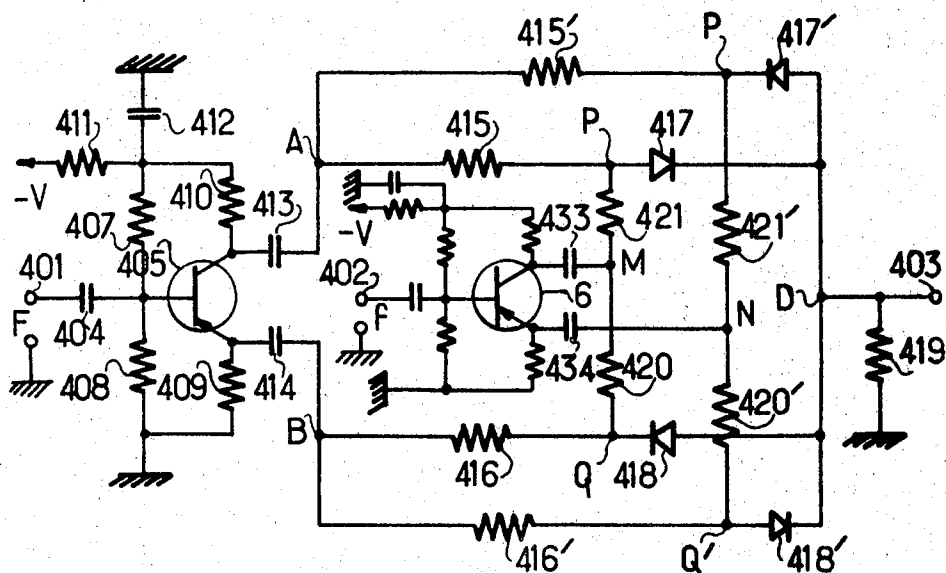 415′ P 417′
411 412 A 415 P 417
-V 410 413 433 421 421′
407 -V M
401 405 402 6 D 403
F 404 f N
408 409 414 434 420 420′ 419
B
416 Q 418
416′ Q′ 418′